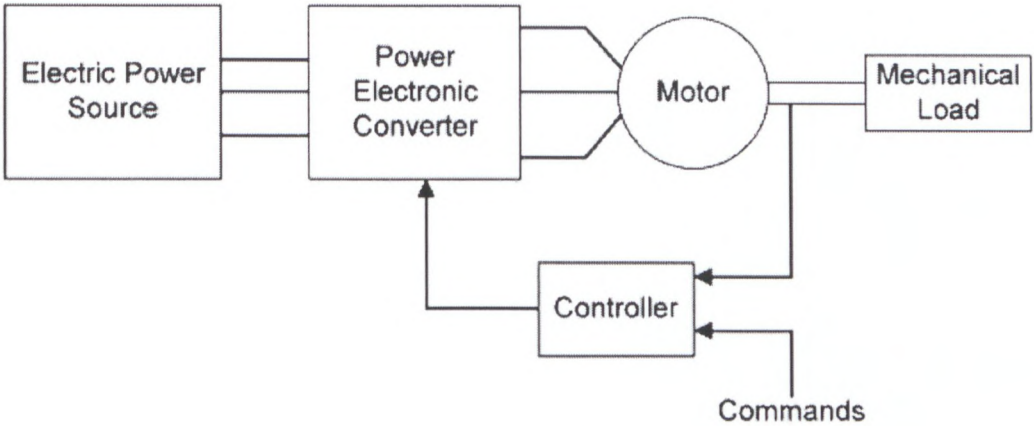 Electric Power
Source
Power
Electronic
Converter
Motor
Mechanical
Load
Controller
Commands